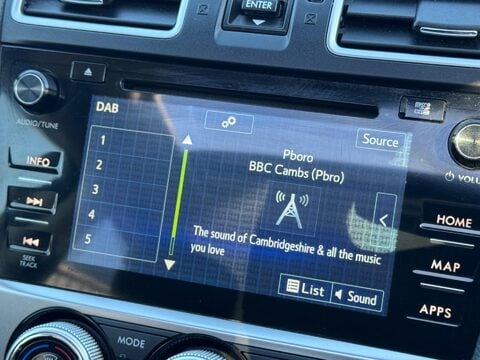 ENTER
AUDIO/TUNE
DAB
Source
1
2
3
4
5
Pboro
BBC Cambs (Pbro)
The sound of Cambridgeshire & all the music
you love
List
Sound
INFO
SEEK
TRACK
VOLU
HOME
MAP
APPS
MODE